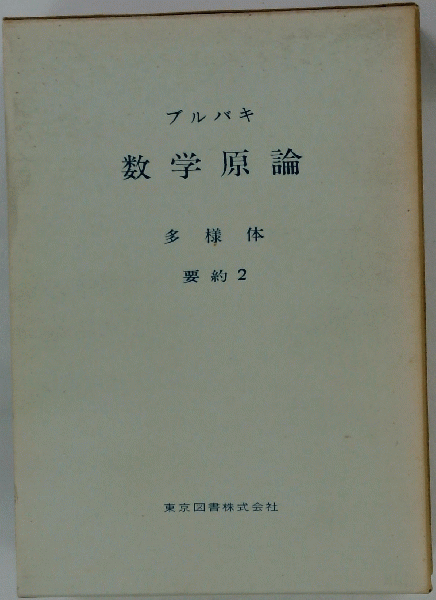 ブルバキ
数学原論
多様体
要約2
東京図書株式会社